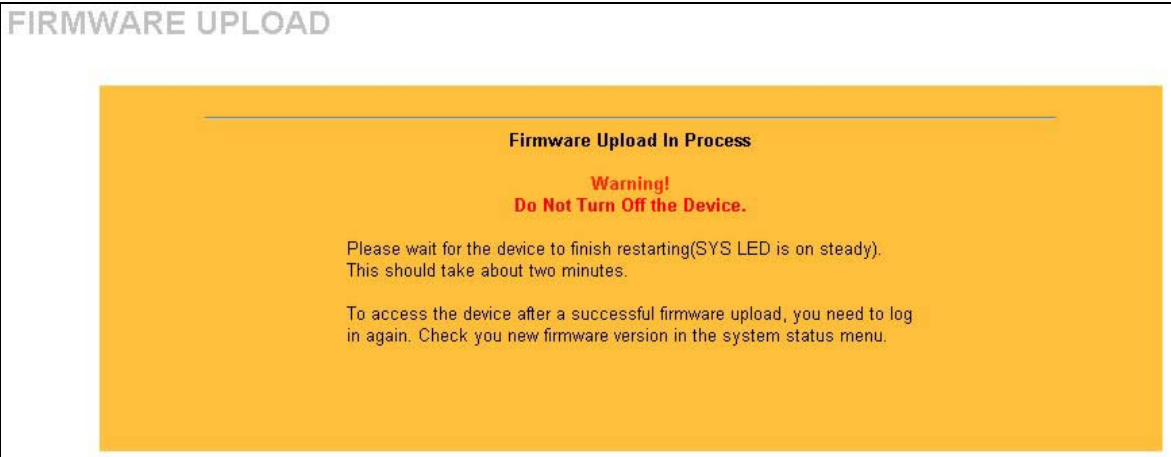 FIRMWARE UPLOAD
Firmware Upload In Process
Warning!
Do Not Turn Off the Device.
Please wait for the device to finish restarting(SYS LED is on steady).
This should take about two minutes.
To access the device after a successful firmware upload, you need to log
in again. Check you new firmware version in the system status menu.